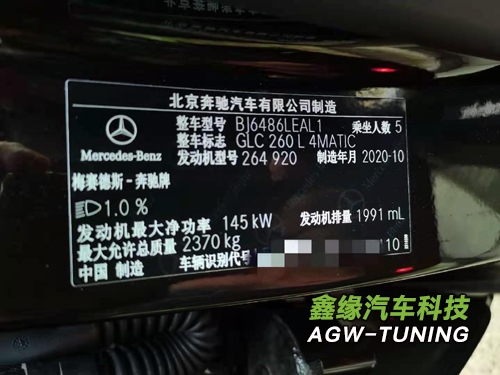 北京奔驰汽车有限公司制造
整车型号 BJ6486LEAL1 乘坐人数 5
整车标志 GLC 260 L 4MATIC
发动机型号 264 920 制造年月 2020-10
Mercedes-Benz
梅赛德斯－奔驰牌
1.0 %
发动机最大净功率 145 kW 发动机排量 1991 mL
最大允许总质量 2370 kg
中国 制造 车辆识别代号 10
鑫缘汽车科技
AGW-TUNING